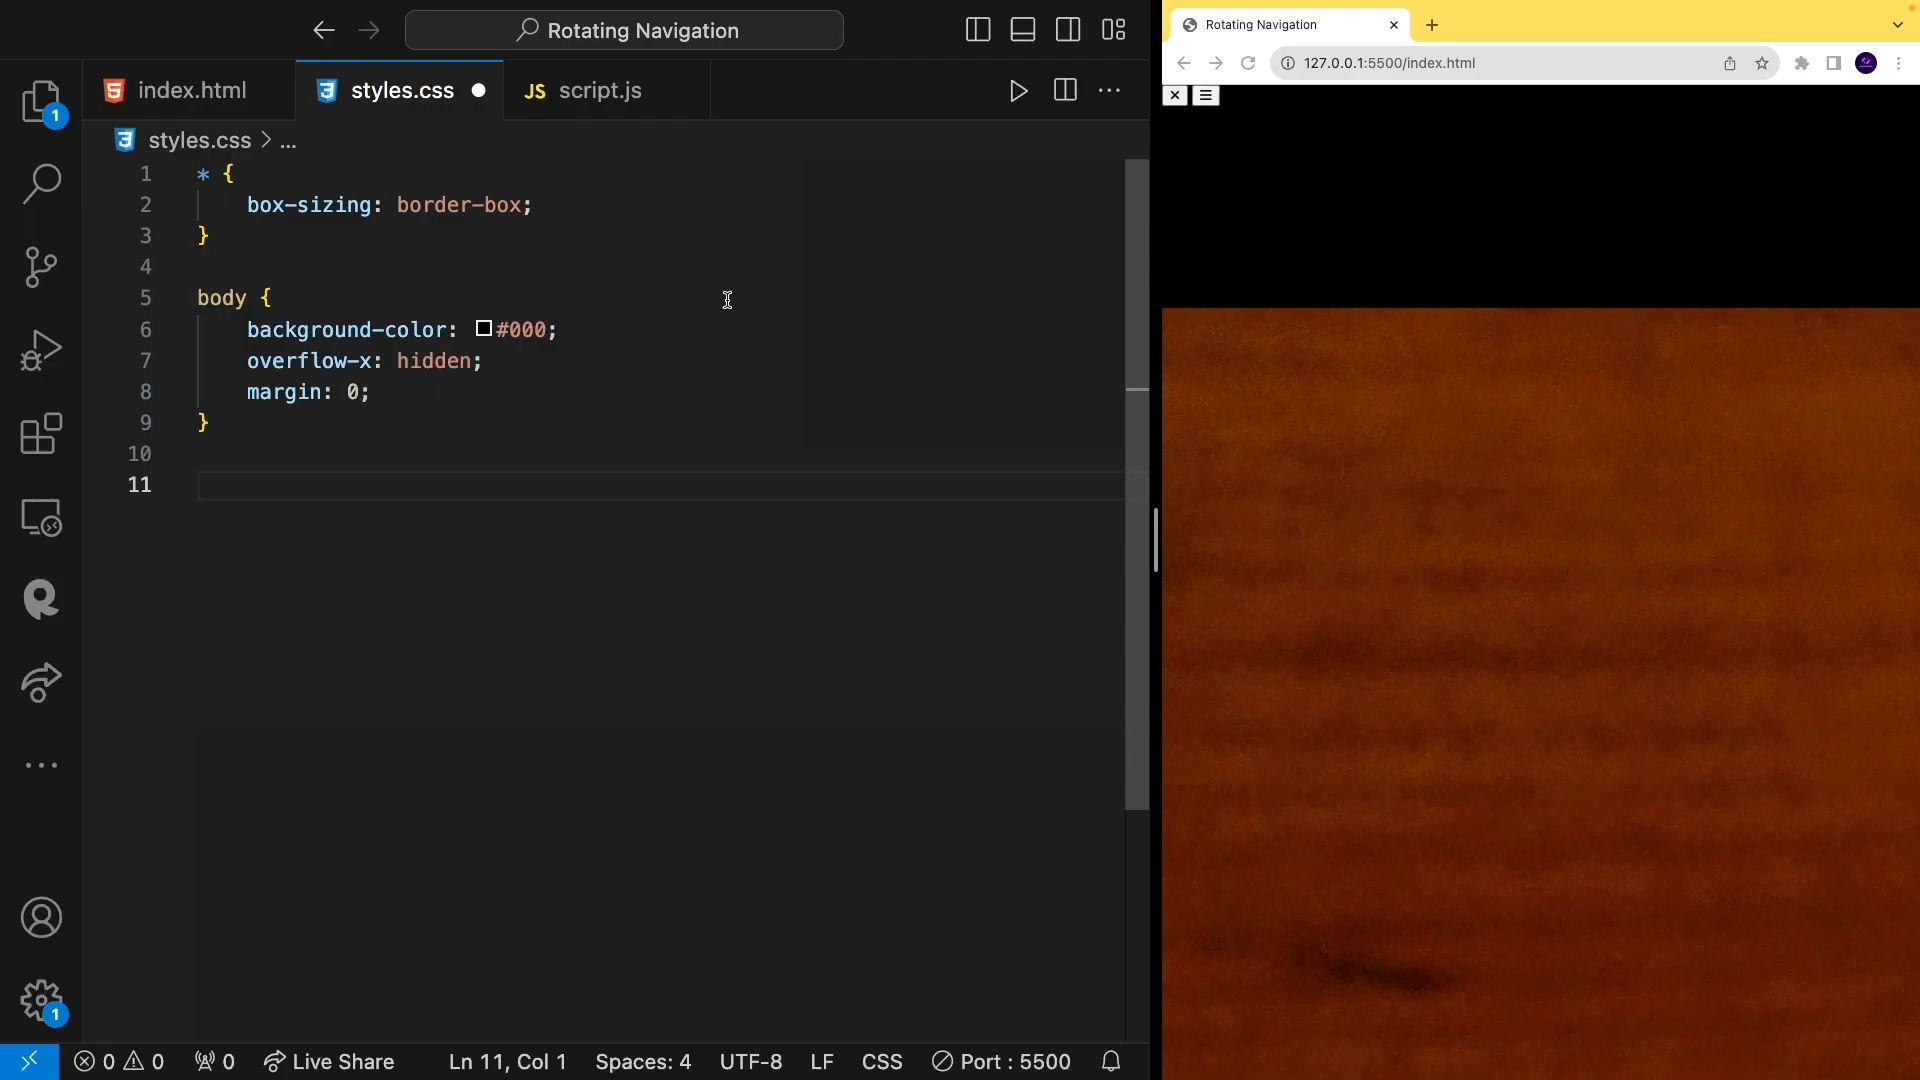 Rotating Navigation
index.html
styles.css
JS script.js
styles.css > ...
1 * {
2 box-sizing: border-box;
3 }
4
5 body {
6 background-color: #000;
7 overflow-x: hidden;
8 margin: 0;
9 }
10
11
1
1
0 0 0 Live Share Ln 11, Col 1 Spaces: 4 UTF-8 LF CSS Port : 5500
Rotating Navigation
127.0.0.1:5500/index.html